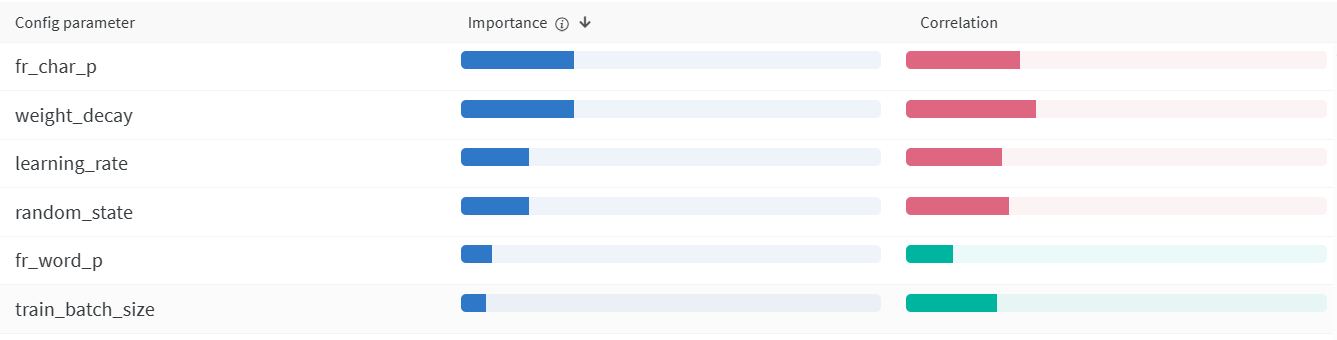 Config parameter Importance Correlation
fr_char_p
weight_decay
learning_rate
random_state
fr_word_p
train_batch_size